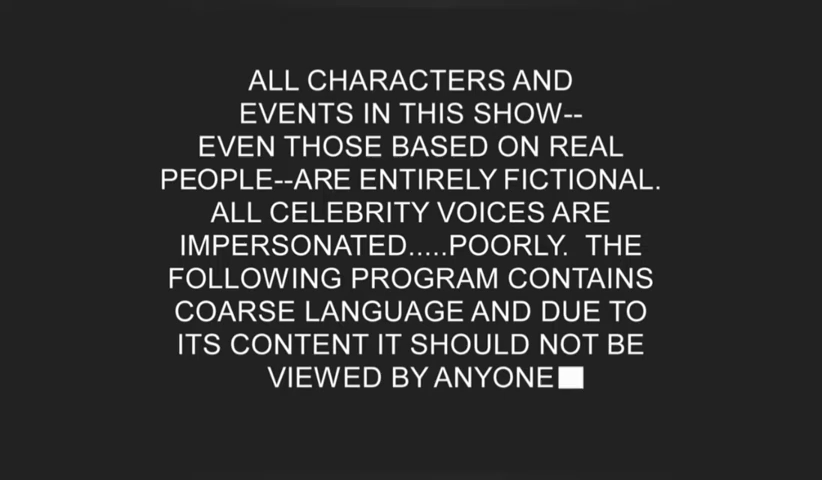 ALL CHARACTERS AND
EVENTS IN THIS SHOW--
EVEN THOSE BASED ON REAL
PEOPLE--ARE ENTIRELY FICTIONAL.
ALL CELEBRITY VOICES ARE
IMPERSONATED.....POORLY.  THE
FOLLOWING PROGRAM CONTAINS
COARSE LANGUAGE AND DUE TO
ITS CONTENT IT SHOULD NOT BE
VIEWED BY ANYONE